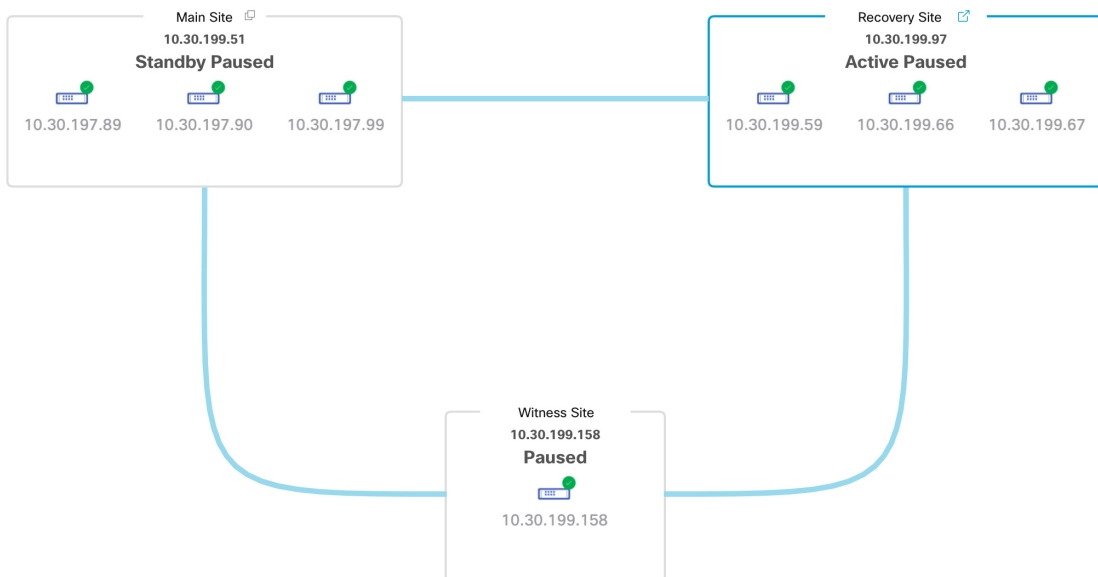 Main Site
10.30.199.51
Standby Paused
10.30.197.89
10.30.197.90
10.30.197.99
Recovery Site
10.30.199.97
Active Paused
10.30.199.59
10.30.199.66
10.30.199.67
Witness Site
10.30.199.158
Paused
10.30.199.158